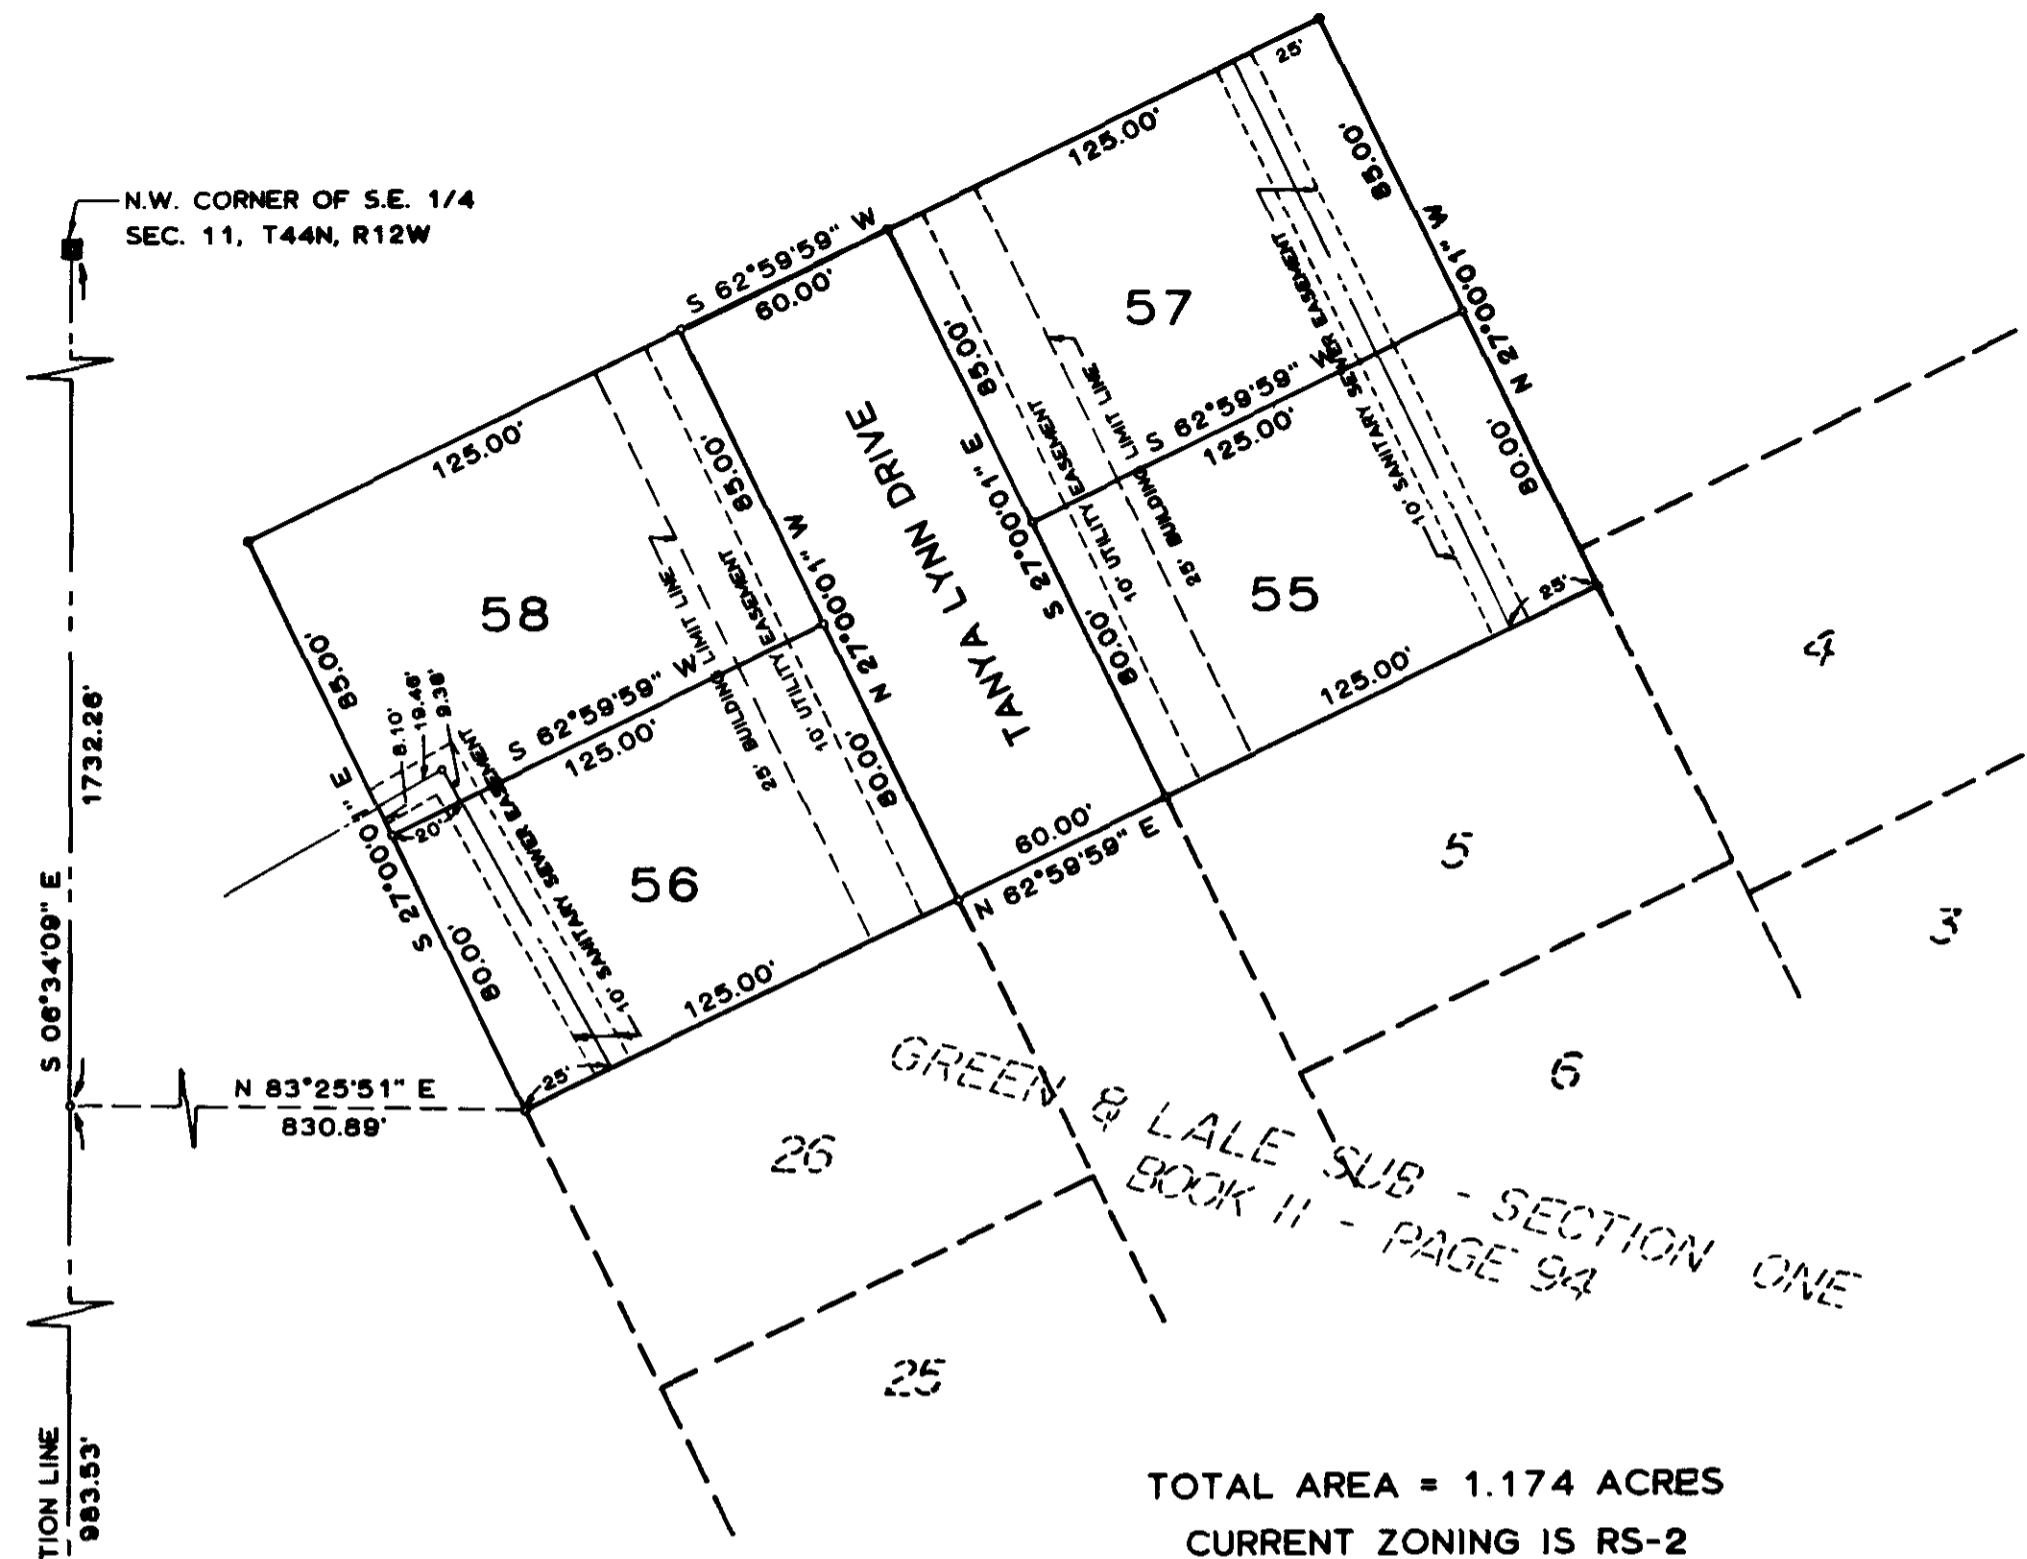 N.W. CORNER OF S.E. 1/4
SEC. 11, T44N, R12W
1732.26'
S 06°34'09" E
N 83°25'51" E
830.89'
TION LINE
983.53'
25'
125.00'
85.00'
N 27°00'01" W
S 62°59'59" W
60.00'
57
85.00'
S 27°00'01" E
10' UTILITY EASEMENT
25' BUILDING LIMIT LINE
10' SANITARY SEWER EASEMENT
S 62°59'59" W
125.00'
80.00'
55
80.00'
25'
125.00'
TANYA LYNN DRIVE
60.00'
N 62°59'59" E
125.00'
58
85.00'
85.00'
N 27°00'01" W
25' BUILDING LIMIT LINE
10' UTILITY EASEMENT
S 62°59'59" W
125.00'
8.10'
19.48'
9.38'
20'
S 27°00'01" E
80.00'
10' SANITARY SEWER EASEMENT
56
80.00'
25'
125.00'
4
5
3
6
26
25
GREEN & LALE SUB - SECTION ONE
BOOK 11 - PAGE 94
TOTAL AREA = 1.174 ACRES
CURRENT ZONING IS RS-2